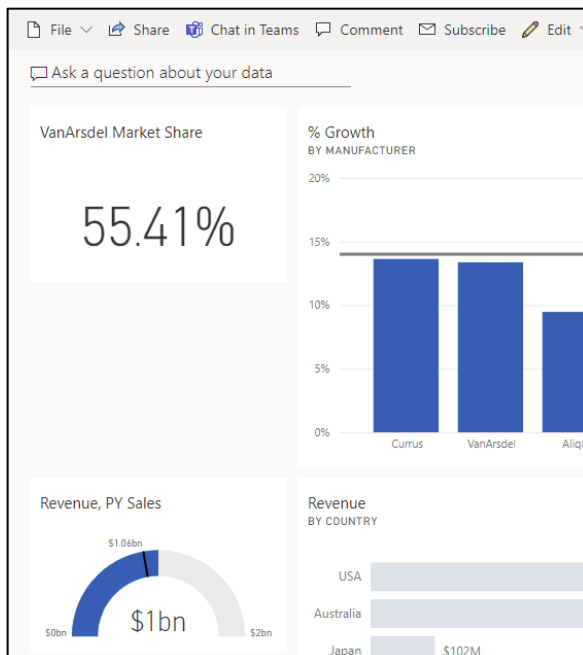 File Share Chat in Teams Comment Subscribe Edit
Ask a question about your data
VanArsdel Market Share
55.41%
% Growth
BY MANUFACTURER
20%
15%
10%
5%
0%
Currus VanArsdel Aliqu
Revenue, PY Sales
$1.06bn
$1bn
$0bn $2bn
Revenue
BY COUNTRY
USA
Australia
Japan $102M